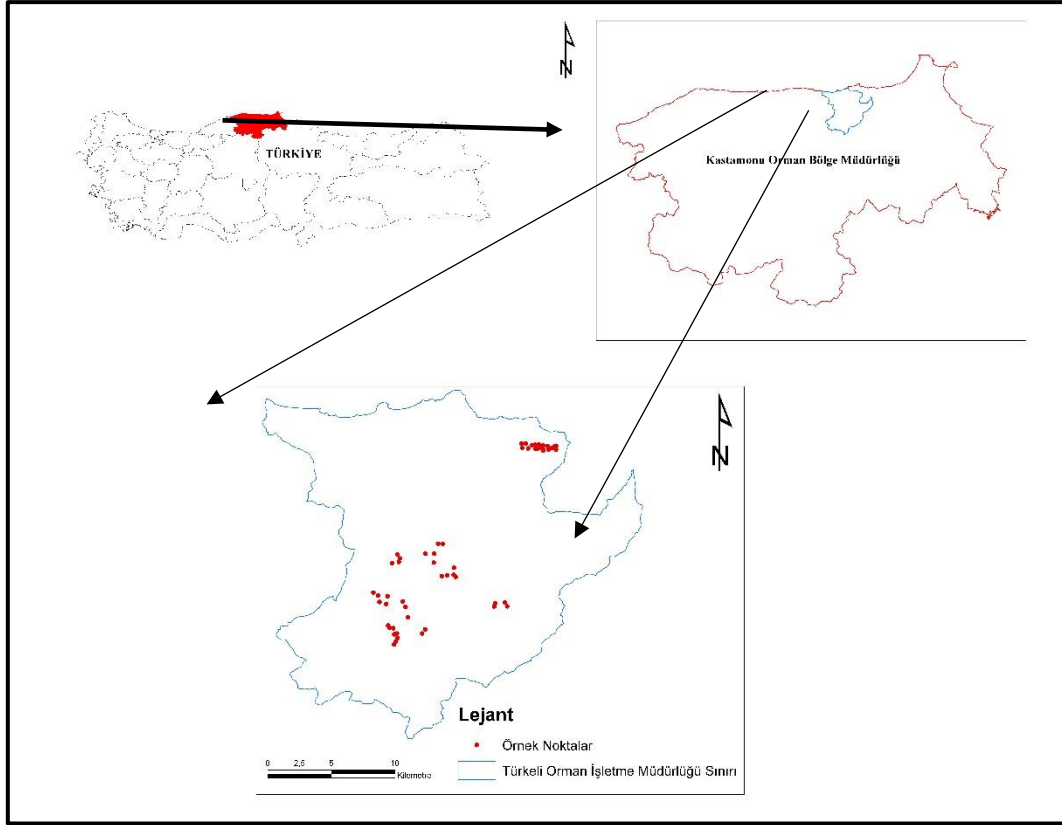 N
TÜRKİYE
Kastamonu Orman Bölge Müdürlüğü
N
Lejant
Örnek Noktalar
Türkeli Orman İşletme Müdürlüğü Sınırı
0 2,5 5 10
Kilometre